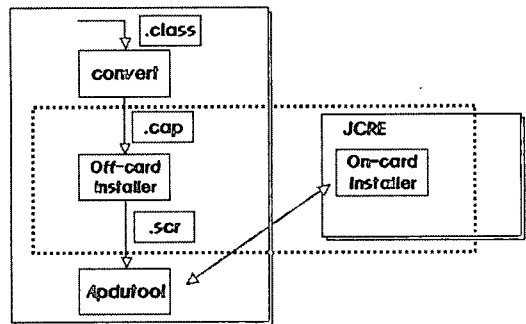 .class
convert
.cap
JCRE
Off-card
Installer
On-card
Installer
.scr
Apdutool